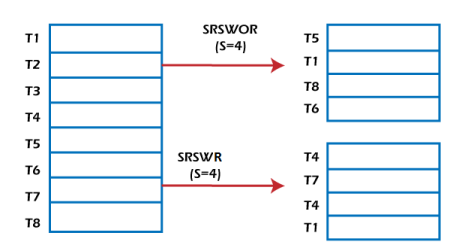 T1
T2
T3
T4
T5
T6
T7
T8
SRSWOR
(S=4)
SRSWR
(S=4)
T5
T1
T8
T6
T4
T7
T4
T1